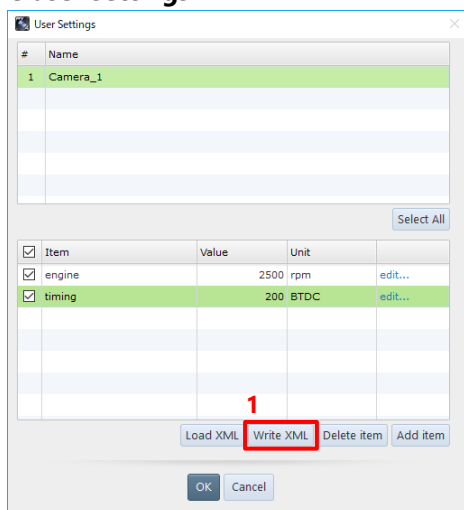 User Settings
# Name
1 Camera_1
Select All
Item Value Unit
engine 2500 rpm edit...
timing 200 BTDC edit...
1
Load XML Write XML Delete item Add item
OK Cancel